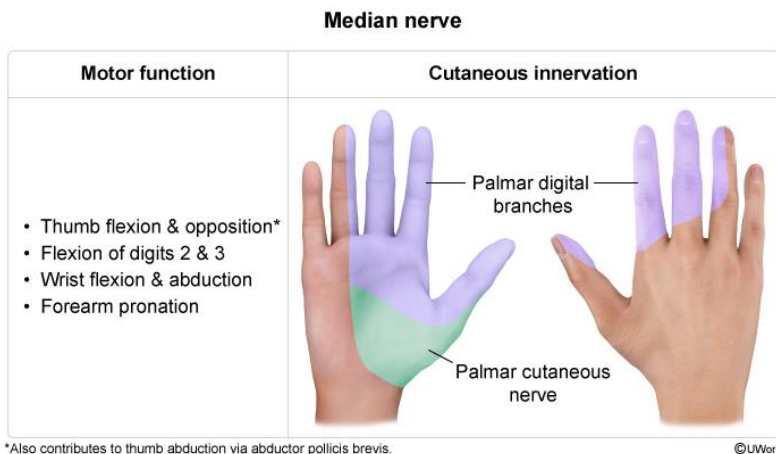 Median nerve
Motor function
Cutaneous innervation
• Thumb flexion & opposition*
• Flexion of digits 2 & 3
• Wrist flexion & abduction
• Forearm pronation
Palmar digital
branches
Palmar cutaneous
nerve
*Also contributes to thumb abduction via abductor pollicis brevis.